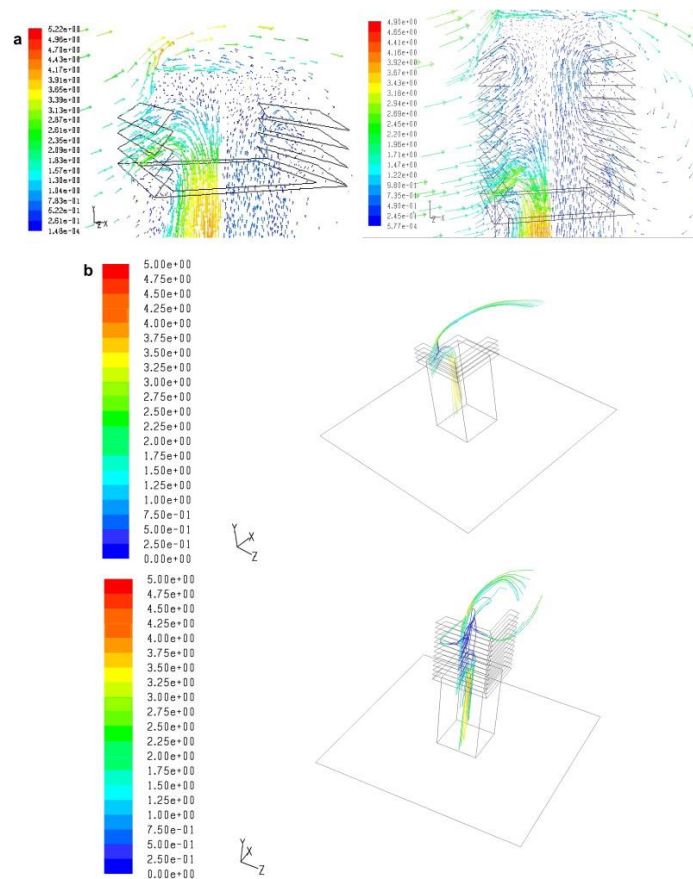 a
5.22e+00
4.96e+00
4.70e+00
4.43e+00
4.17e+00
3.91e+00
3.65e+00
3.39e+00
3.13e+00
2.87e+00
2.61e+00
2.35e+00
2.09e+00
1.83e+00
1.57e+00
1.30e+00
1.04e+00
7.83e-01
5.22e-01
2.61e-01
1.48e-04
Y
Z X
4.90e+00
4.65e+00
4.41e+00
4.16e+00
3.92e+00
3.67e+00
3.43e+00
3.18e+00
2.94e+00
2.69e+00
2.45e+00
2.20e+00
1.96e+00
1.71e+00
1.47e+00
1.22e+00
9.80e-01
7.35e-01
4.90e-01
2.45e-01
5.77e-04
Y
Z X
b
5.00e+00
4.75e+00
4.50e+00
4.25e+00
4.00e+00
3.75e+00
3.50e+00
3.25e+00
3.00e+00
2.75e+00
2.50e+00
2.25e+00
2.00e+00
1.75e+00
1.50e+00
1.25e+00
1.00e+00
7.50e-01
5.00e-01
2.50e-01
0.00e+00
Y
X
Z
5.00e+00
4.75e+00
4.50e+00
4.25e+00
4.00e+00
3.75e+00
3.50e+00
3.25e+00
3.00e+00
2.75e+00
2.50e+00
2.25e+00
2.00e+00
1.75e+00
1.50e+00
1.25e+00
1.00e+00
7.50e-01
5.00e-01
2.50e-01
0.00e+00
Y
X
Z